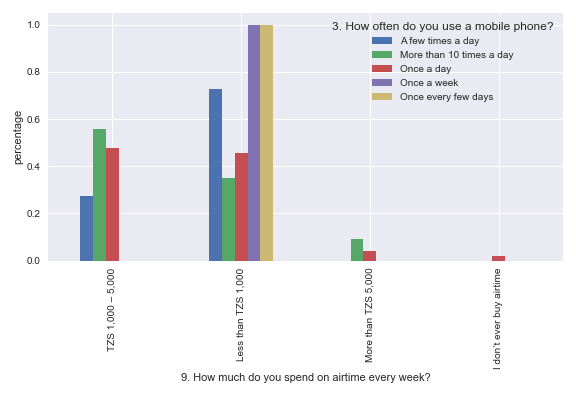 3. How often do you use a mobile phone?
A few times a day
More than 10 times a day
Once a day
Once a week
Once every few days
percentage
1.0
0.8
0.6
0.4
0.2
0.0
TZS 1,000 – 5,000
Less than TZS 1,000
More than TZS 5,000
I don't ever buy airtime
9. How much do you spend on airtime every week?